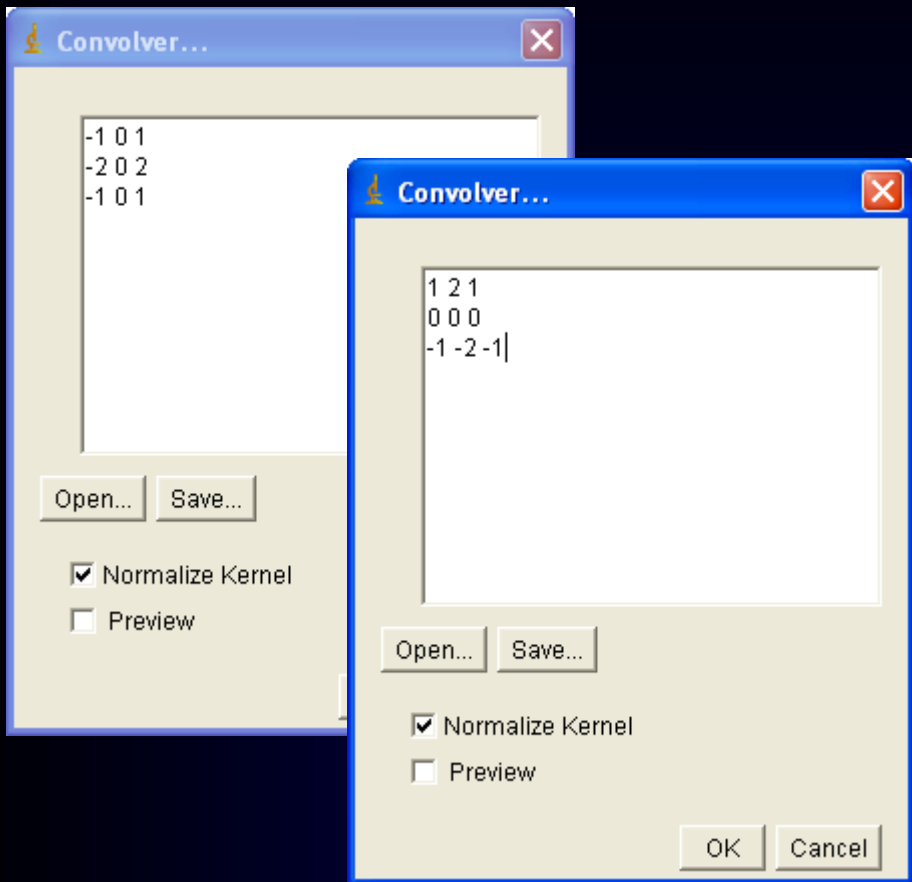 Convolver...
-1 0 1
-2 0 2
-1 0 1
Open... Save...
Normalize Kernel
Preview
Convolver...
1 2 1
0 0 0
-1 -2 -1
Open... Save...
Normalize Kernel
Preview
OK Cancel